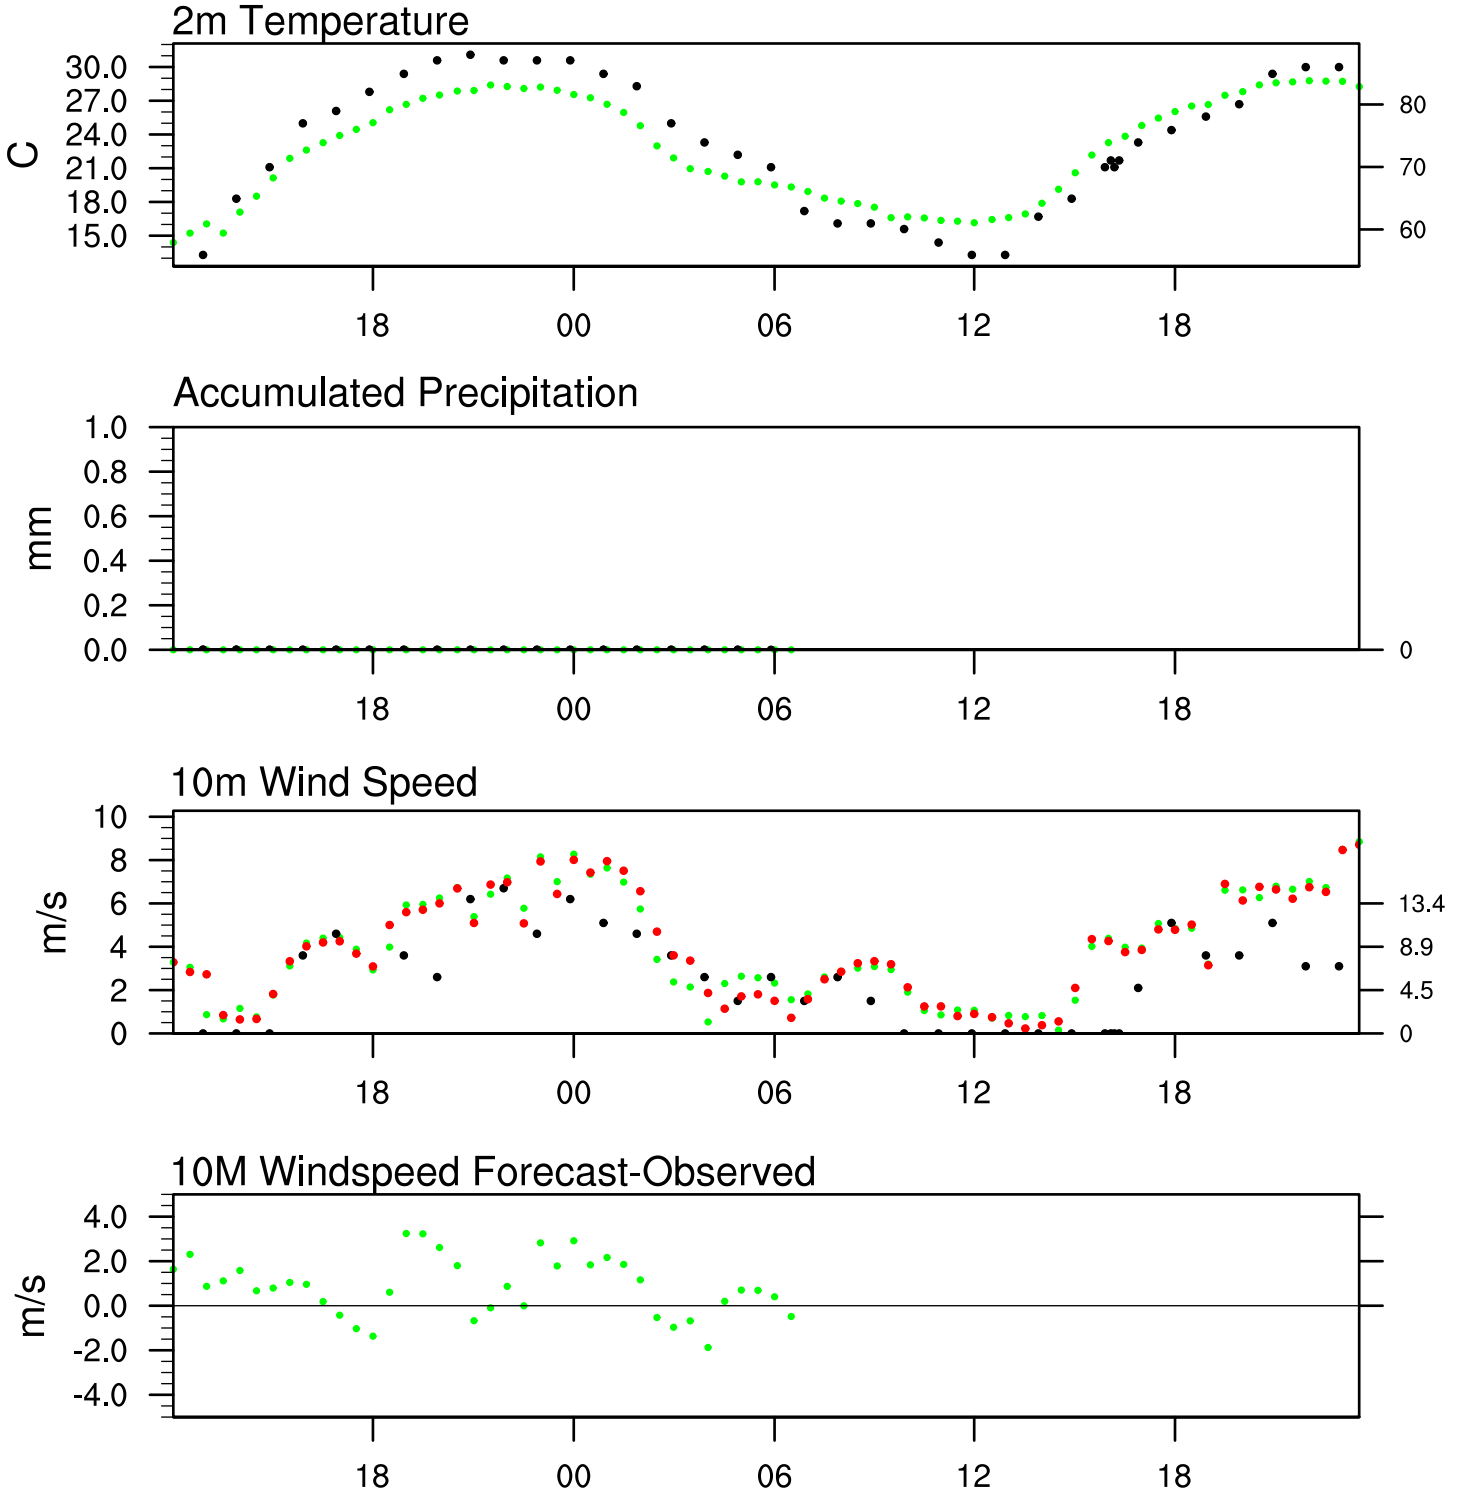 2m Temperature
30.0
27.0
24.0
21.0
18.0
15.0
C
80
70
60
18 00 06 12 18
Accumulated Precipitation
1.0
0.8
0.6
0.4
0.2
0.0
mm
0
18 00 06 12 18
10m Wind Speed
10
8
6
4
2
0
m/s
13.4
8.9
4.5
0
18 00 06 12 18
10M Windspeed Forecast-Observed
4.0
2.0
0.0
-2.0
-4.0
m/s
18 00 06 12 18